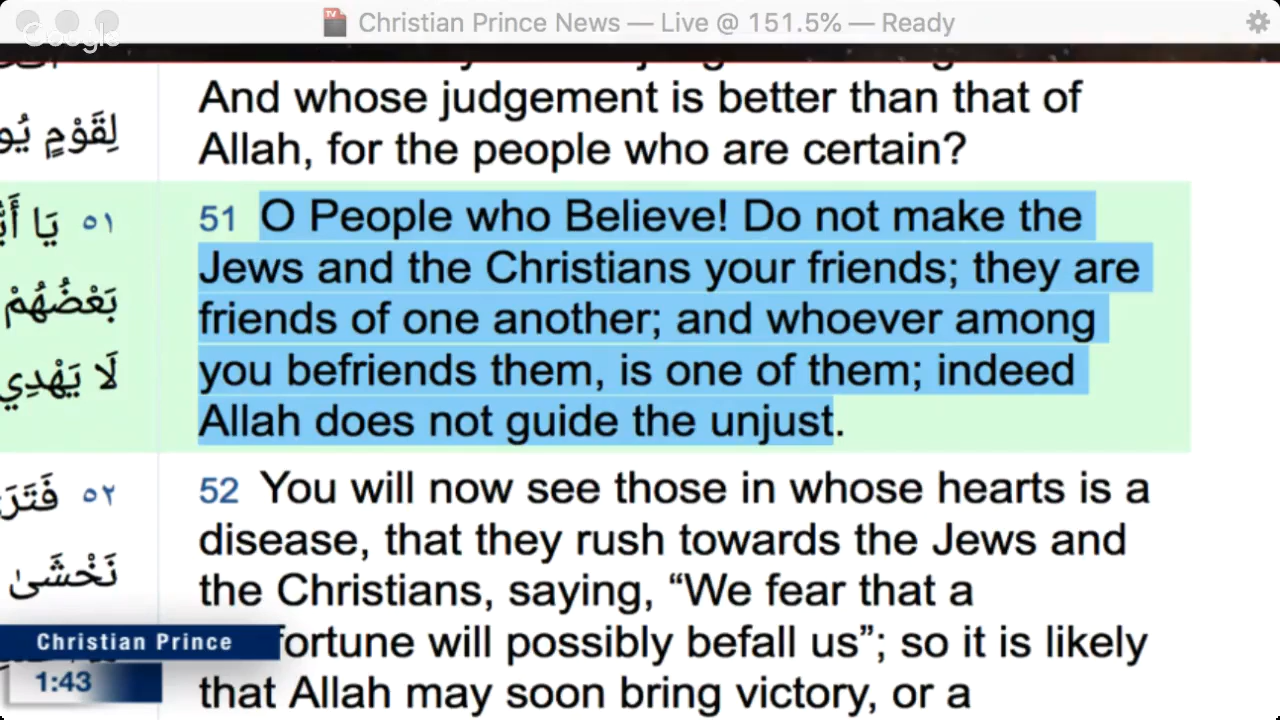 Christian Prince News — Live @ 151.5% — Ready
Google
And whose judgement is better than that of
لِقَوْمٍ
Allah, for the people who are certain?
٥١ يَا
51 O People who Believe! Do not make the
Jews and the Christians your friends; they are
بَعْضُهُمْ
friends of one another; and whoever among
لَا يَهْدِي
you befriends them, is one of them; indeed
Allah does not guide the unjust.
٥٢
52 You will now see those in whose hearts is a
disease, that they rush towards the Jews and
نَخْشَىٰ
the Christians, saying, “We fear that a
fortune will possibly befall us”; so it is likely
that Allah may soon bring victory, or a
Christian Prince
1:43